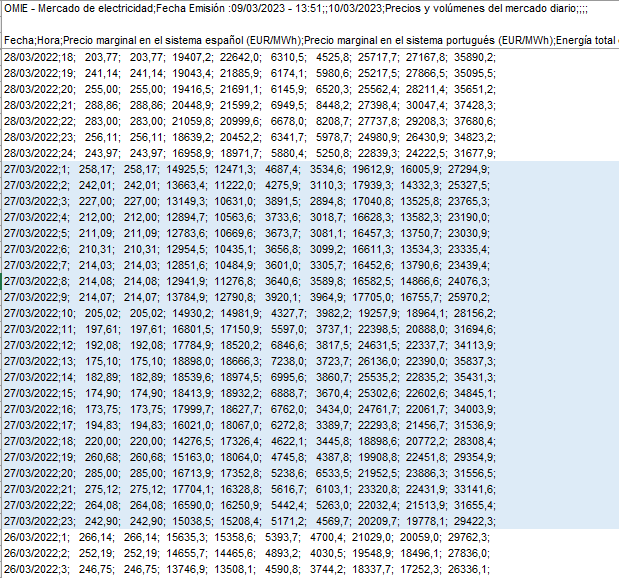 OMIE - Mercado de electricidad;Fecha Emisión :09/03/2023 - 13:51;;10/03/2023;Precios y volúmenes del mercado diario;;;;
Fecha;Hora;Precio marginal en el sistema español (EUR/MWh);Precio marginal en el sistema portugués (EUR/MWh);Energía total
28/03/2022;18; 203,77; 203,77; 19407,2; 22642,0; 6310,5; 4525,8; 25717,7; 27167,8; 35890,2;
28/03/2022;19; 241,14; 241,14; 19043,4; 21885,9; 6174,1; 5980,6; 25217,5; 27866,5; 35095,5;
28/03/2022;20; 255,00; 255,00; 19416,5; 21691,1; 6145,9; 6520,3; 25562,4; 28211,4; 35651,2;
28/03/2022;21; 288,86; 288,86; 20448,9; 21599,2; 6949,5; 8448,2; 27398,4; 30047,4; 37428,3;
28/03/2022;22; 283,00; 283,00; 21059,8; 20999,6; 6678,0; 8208,7; 27737,8; 29208,3; 37680,6;
28/03/2022;23; 256,11; 256,11; 18639,2; 20452,2; 6341,7; 5978,7; 24980,9; 26430,9; 34823,2;
28/03/2022;24; 243,97; 243,97; 16958,9; 18971,7; 5880,4; 5250,8; 22839,3; 24222,5; 31677,9;
27/03/2022;1; 258,17; 258,17; 14925,5; 12471,3; 4687,4; 3534,6; 19612,9; 16005,9; 27294,9;
27/03/2022;2; 242,01; 242,01; 13663,4; 11222,0; 4275,9; 3110,3; 17939,3; 14332,3; 25327,5;
27/03/2022;3; 227,00; 227,00; 13149,3; 10631,0; 3891,5; 2894,8; 17040,8; 13525,8; 23765,3;
27/03/2022;4; 212,00; 212,00; 12894,7; 10563,6; 3733,6; 3018,7; 16628,3; 13582,3; 23190,0;
27/03/2022;5; 211,09; 211,09; 12783,6; 10669,6; 3673,7; 3081,1; 16457,3; 13750,7; 23030,9;
27/03/2022;6; 210,31; 210,31; 12954,5; 10435,1; 3656,8; 3099,2; 16611,3; 13534,3; 23335,4;
27/03/2022;7; 214,03; 214,03; 12851,6; 10484,9; 3601,0; 3305,7; 16452,6; 13790,6; 23439,4;
27/03/2022;8; 214,08; 214,08; 12941,9; 11276,8; 3640,6; 3589,8; 16582,5; 14866,6; 24076,3;
27/03/2022;9; 214,07; 214,07; 13784,9; 12790,8; 3920,1; 3964,9; 17705,0; 16755,7; 25970,2;
27/03/2022;10; 205,02; 205,02; 14930,2; 14981,9; 4327,7; 3982,2; 19257,9; 18964,1; 28156,2;
27/03/2022;11; 197,61; 197,61; 16801,5; 17150,9; 5597,0; 3737,1; 22398,5; 20888,0; 31694,6;
27/03/2022;12; 192,08; 192,08; 17784,9; 18520,2; 6846,6; 3817,5; 24631,5; 22337,7; 34113,9;
27/03/2022;13; 175,10; 175,10; 18898,0; 18666,3; 7238,0; 3723,7; 26136,0; 22390,0; 35837,3;
27/03/2022;14; 182,89; 182,89; 18539,6; 18974,5; 6995,6; 3860,7; 25535,2; 22835,2; 35431,3;
27/03/2022;15; 174,90; 174,90; 18413,9; 18932,2; 6888,7; 3670,4; 25302,6; 22602,6; 34845,1;
27/03/2022;16; 173,75; 173,75; 17999,7; 18627,7; 6762,0; 3434,0; 24761,7; 22061,7; 34003,9;
27/03/2022;17; 194,83; 194,83; 16021,0; 18067,0; 6272,8; 3389,7; 22293,8; 21456,7; 31536,9;
27/03/2022;18; 220,00; 220,00; 14276,5; 17326,4; 4622,1; 3445,8; 18898,6; 20772,2; 28308,4;
27/03/2022;19; 260,68; 260,68; 15163,0; 18064,0; 4745,8; 4387,8; 19908,8; 22451,8; 29354,9;
27/03/2022;20; 285,00; 285,00; 16713,9; 17352,8; 5238,6; 6533,5; 21952,5; 23886,3; 31556,5;
27/03/2022;21; 275,12; 275,12; 17704,1; 16328,8; 5616,7; 6103,1; 23320,8; 22431,9; 33141,6;
27/03/2022;22; 264,08; 264,08; 16590,0; 16250,9; 5442,4; 5263,0; 22032,4; 21513,9; 31655,4;
27/03/2022;23; 242,90; 242,90; 15038,5; 15208,4; 5171,2; 4569,7; 20209,7; 19778,1; 29422,3;
26/03/2022;1; 266,14; 266,14; 15635,3; 15358,6; 5393,7; 4700,4; 21029,0; 20059,0; 29762,3;
26/03/2022;2; 252,19; 252,19; 14655,7; 14465,6; 4893,2; 4030,5; 19548,9; 18496,1; 27836,0;
26/03/2022;3; 246,75; 246,75; 13746,9; 13508,1; 4590,8; 3744,2; 18337,7; 17252,3; 26336,1;